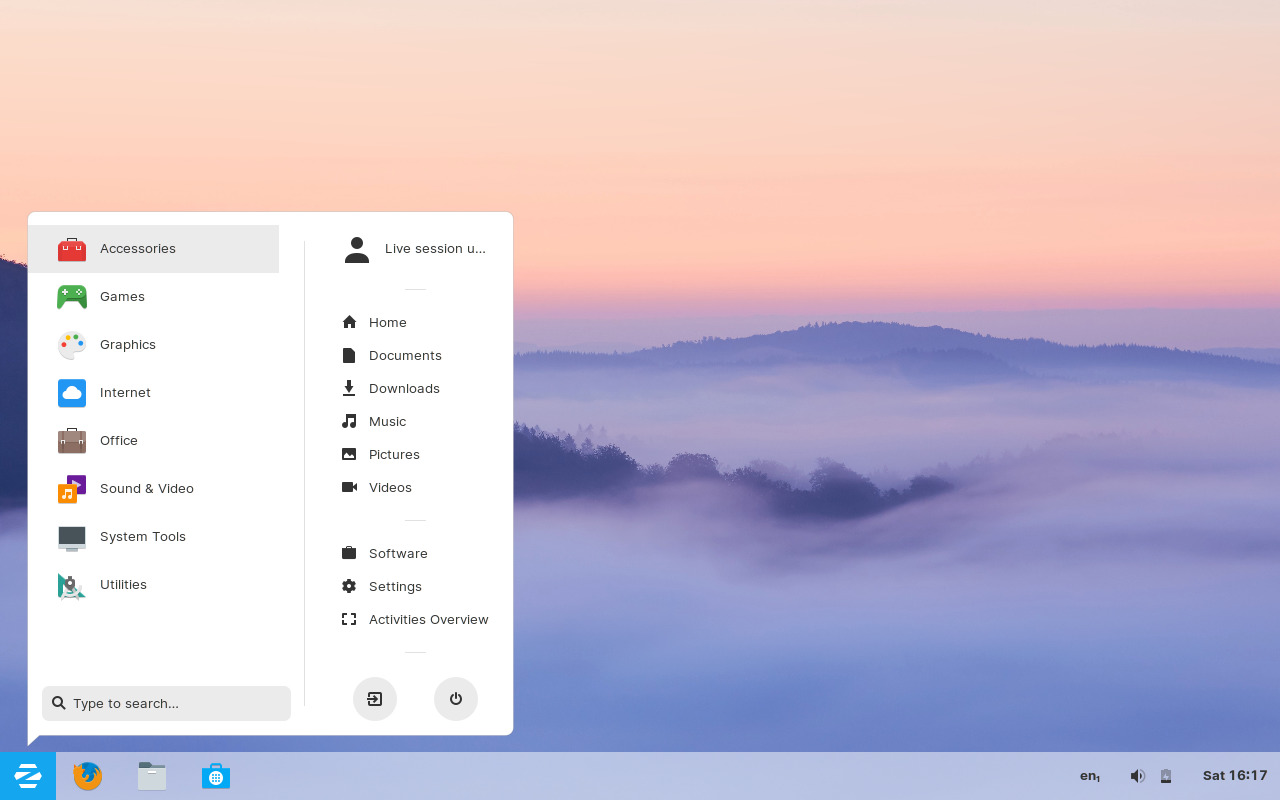 Accessories
Games
Graphics
Internet
Office
Sound & Video
System Tools
Utilities
Type to search...
Live session u...
Home
Documents
Downloads
Music
Pictures
Videos
Software
Settings
Activities Overview
en₁
Sat 16:17